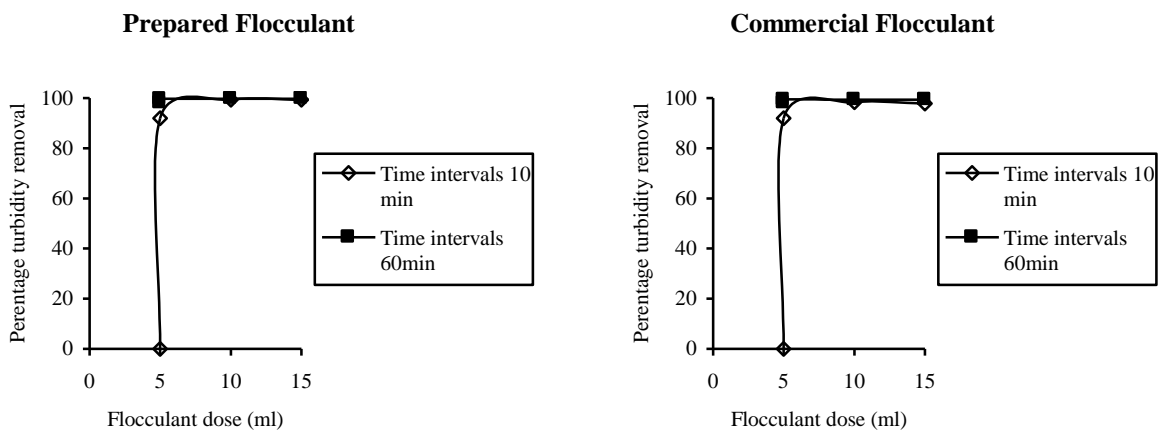 Prepared Flocculant
100
80
60
40
20
0
0 5 10 15
Perentage turbidity removal
Flocculant dose (ml)
Time intervals 10
min
Time intervals
60min
Commercial Flocculant
100
80
60
40
20
0
0 5 10 15
Perentage turbidity removal
Flocculant dose (ml)
Time intervals 10
min
Time intervals
60min